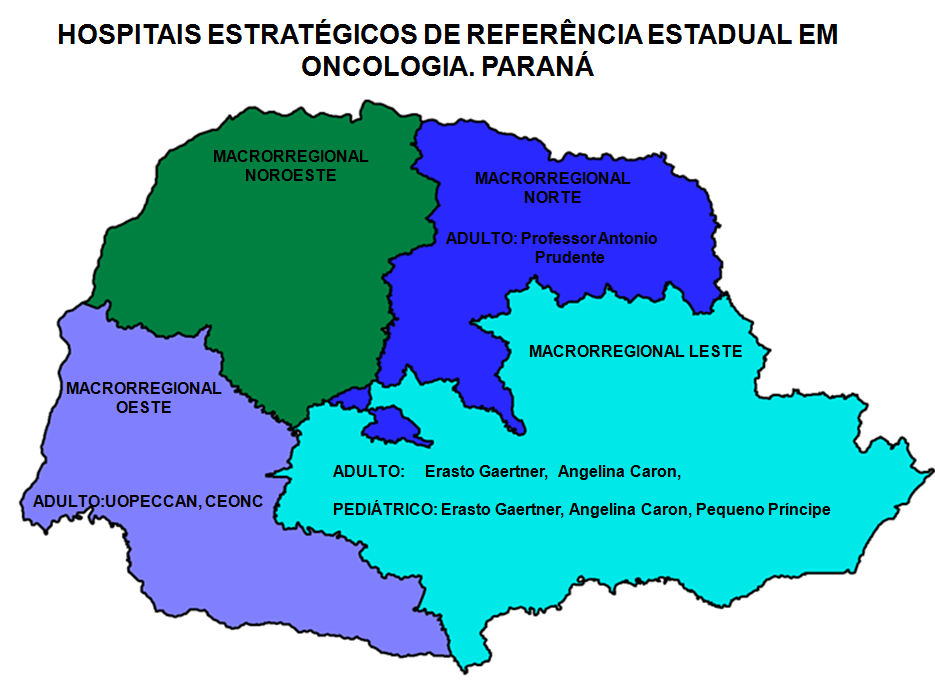 HOSPITAIS ESTRATÉGICOS DE REFERÊNCIA ESTADUAL EM
ONCOLOGIA. PARANÁ
MACRORREGIONAL
NOROESTE
MACRORREGIONAL
NORTE
ADULTO: Professor Antonio
Prudente
MACRORREGIONAL LESTE
MACRORREGIONAL
OESTE
ADULTO: Erasto Gaertner, Angelina Caron,
ADULTO:UOPECCAN, CEONC
PEDIÁTRICO: Erasto Gaertner, Angelina Caron, Pequeno Príncipe